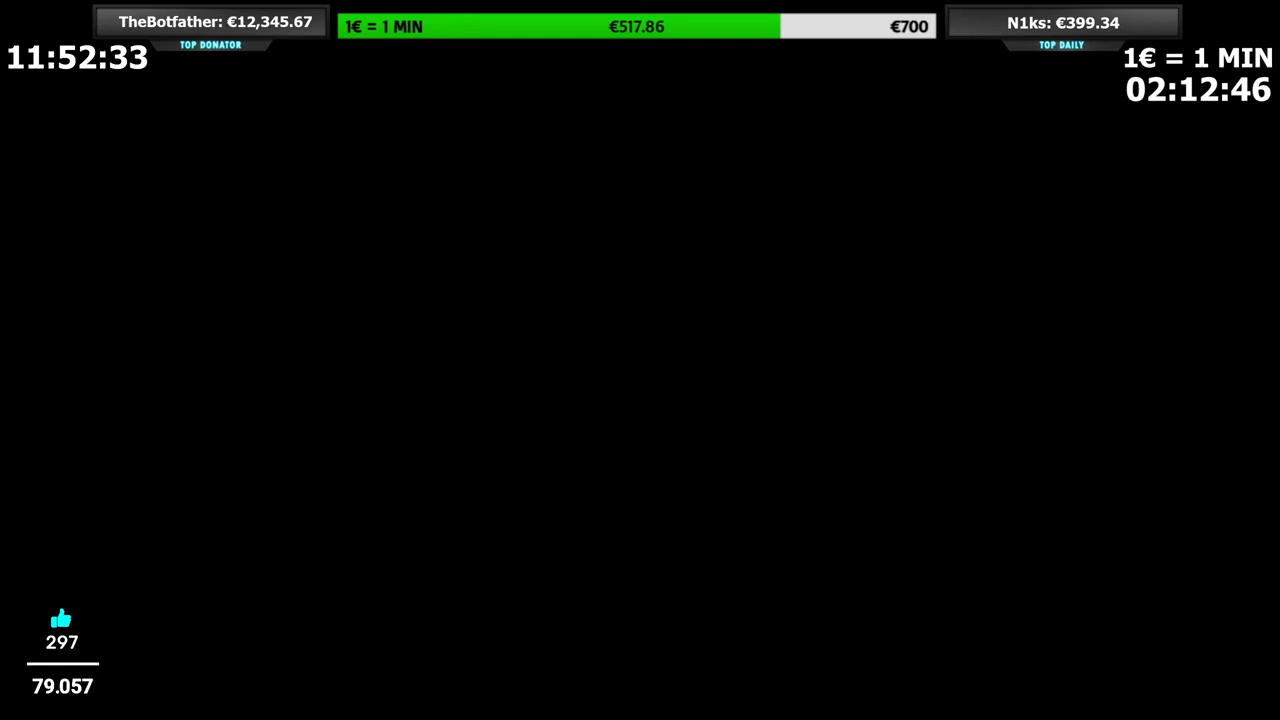 TheBotfather: €12,345.67
TOP DONATOR
1€ = 1 MIN €517.86 €700
N1ks: €399.34
TOP DAILY
11:52:33
1€ = 1 MIN
02:12:46
297
79.057